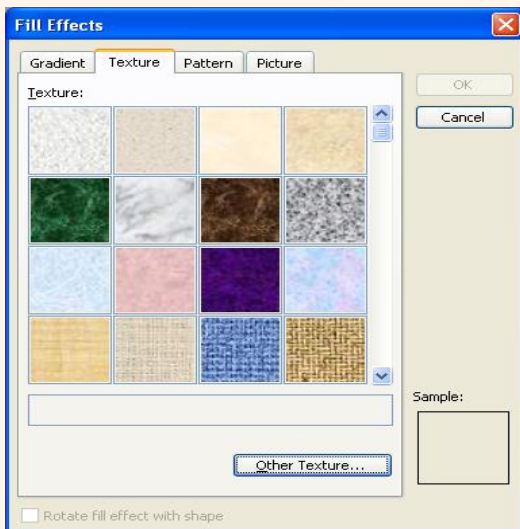 Fill Effects
Gradient Texture Pattern Picture
OK
Texture:
Cancel
Sample:
Other Texture...
Rotate fill effect with shape